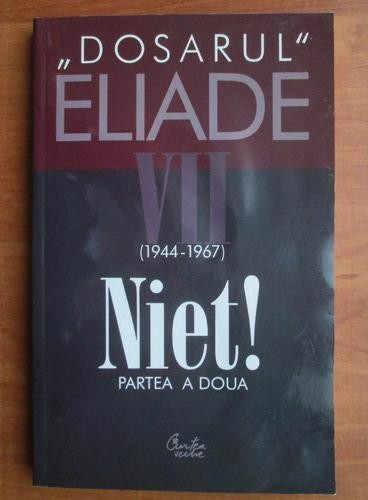 „DOSARUL“
ELIADE
VII
(1944-1967)
Niet!
PARTEA A DOUA
Curtea
veche